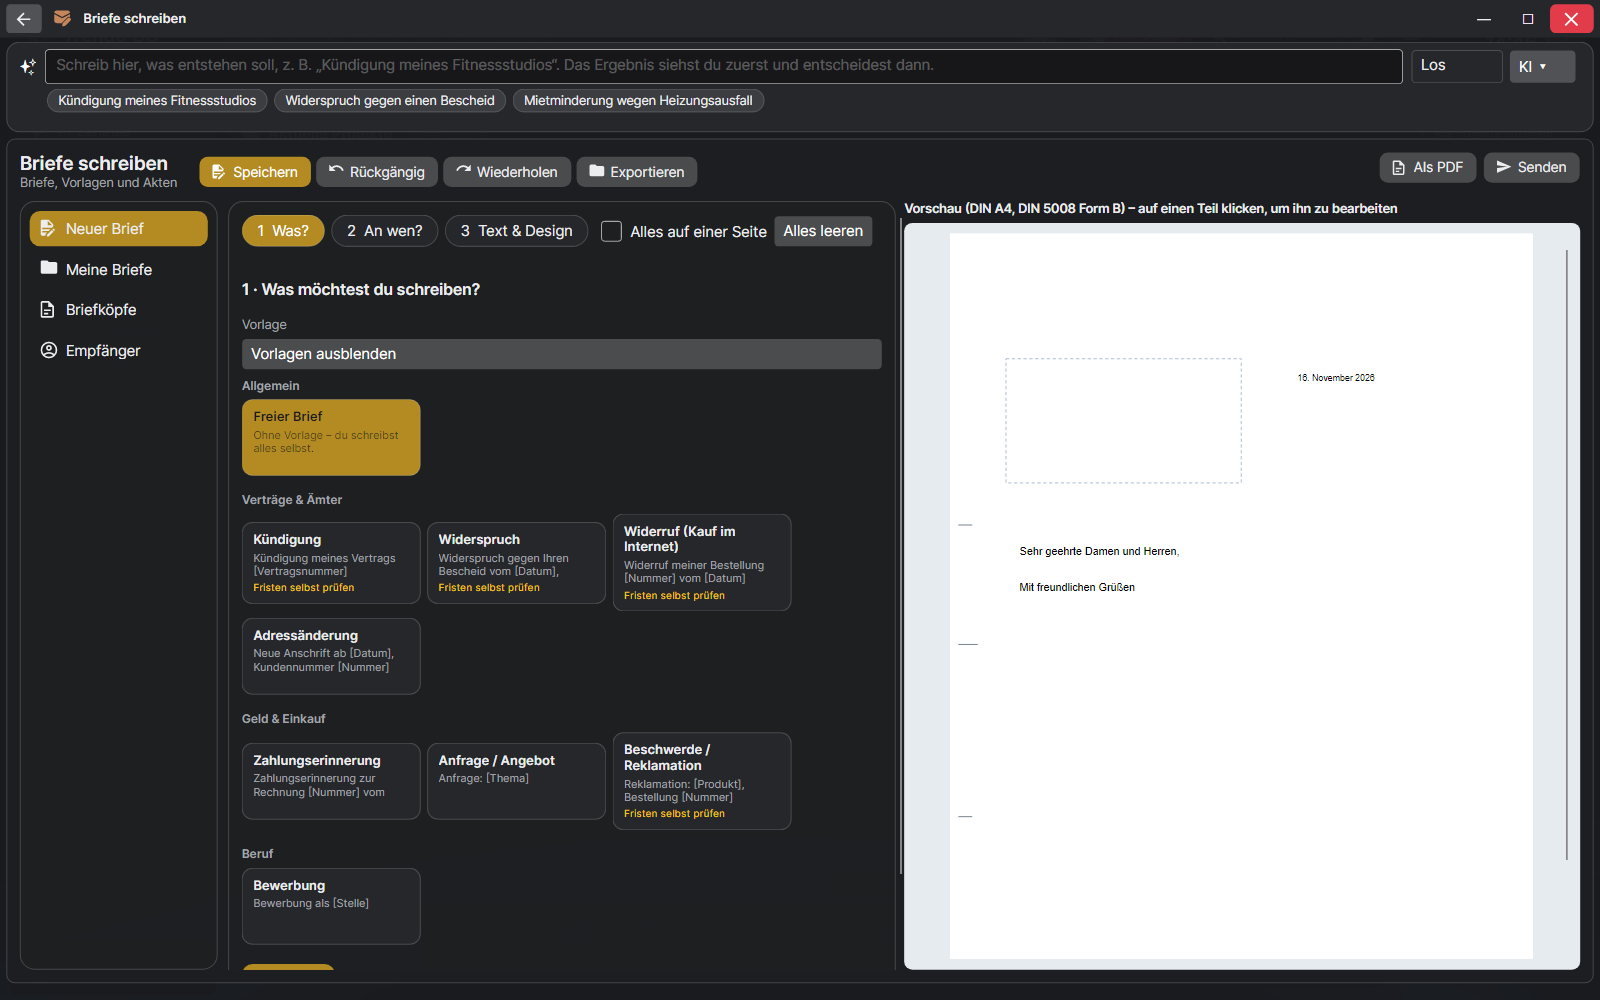 Briefe schreiben
Schreib hier, was entstehen soll, z. B. „Kündigung meines Fitnessstudios“. Das Ergebnis siehst du zuerst und entscheidest dann.
Los
KI
Kündigung meines Fitnessstudios
Widerspruch gegen einen Bescheid
Mietminderung wegen Heizungsausfall
Briefe schreiben
Briefe, Vorlagen und Akten
Speichern
Rückgängig
Wiederholen
Exportieren
Als PDF
Senden
Neuer Brief
Meine Briefe
Briefköpfe
Empfänger
1 Was?
2 An wen?
3 Text & Design
Alles auf einer Seite
Alles leeren
1 · Was möchtest du schreiben?
Vorlage
Vorlagen ausblenden
Allgemein
Freier Brief
Ohne Vorlage – du schreibst
alles selbst.
Verträge & Ämter
Kündigung
Kündigung meines Vertrags
[Vertragsnummer]
Fristen selbst prüfen
Widerspruch
Widerspruch gegen Ihren
Bescheid vom [Datum],
Fristen selbst prüfen
Widerruf (Kauf im
Internet)
Widerruf meiner Bestellung
[Nummer] vom [Datum]
Fristen selbst prüfen
Adressänderung
Neue Anschrift ab [Datum],
Kundennummer [Nummer]
Geld & Einkauf
Zahlungserinnerung
Zahlungserinnerung zur
Rechnung [Nummer] vom
Anfrage / Angebot
Anfrage: [Thema]
Beschwerde /
Reklamation
Reklamation: [Produkt],
Bestellung [Nummer]
Fristen selbst prüfen
Beruf
Bewerbung
Bewerbung als [Stelle]
Vorschau (DIN A4, DIN 5008 Form B) – auf einen Teil klicken, um ihn zu bearbeiten
16. November 2026
Sehr geehrte Damen und Herren,
Mit freundlichen Grüßen